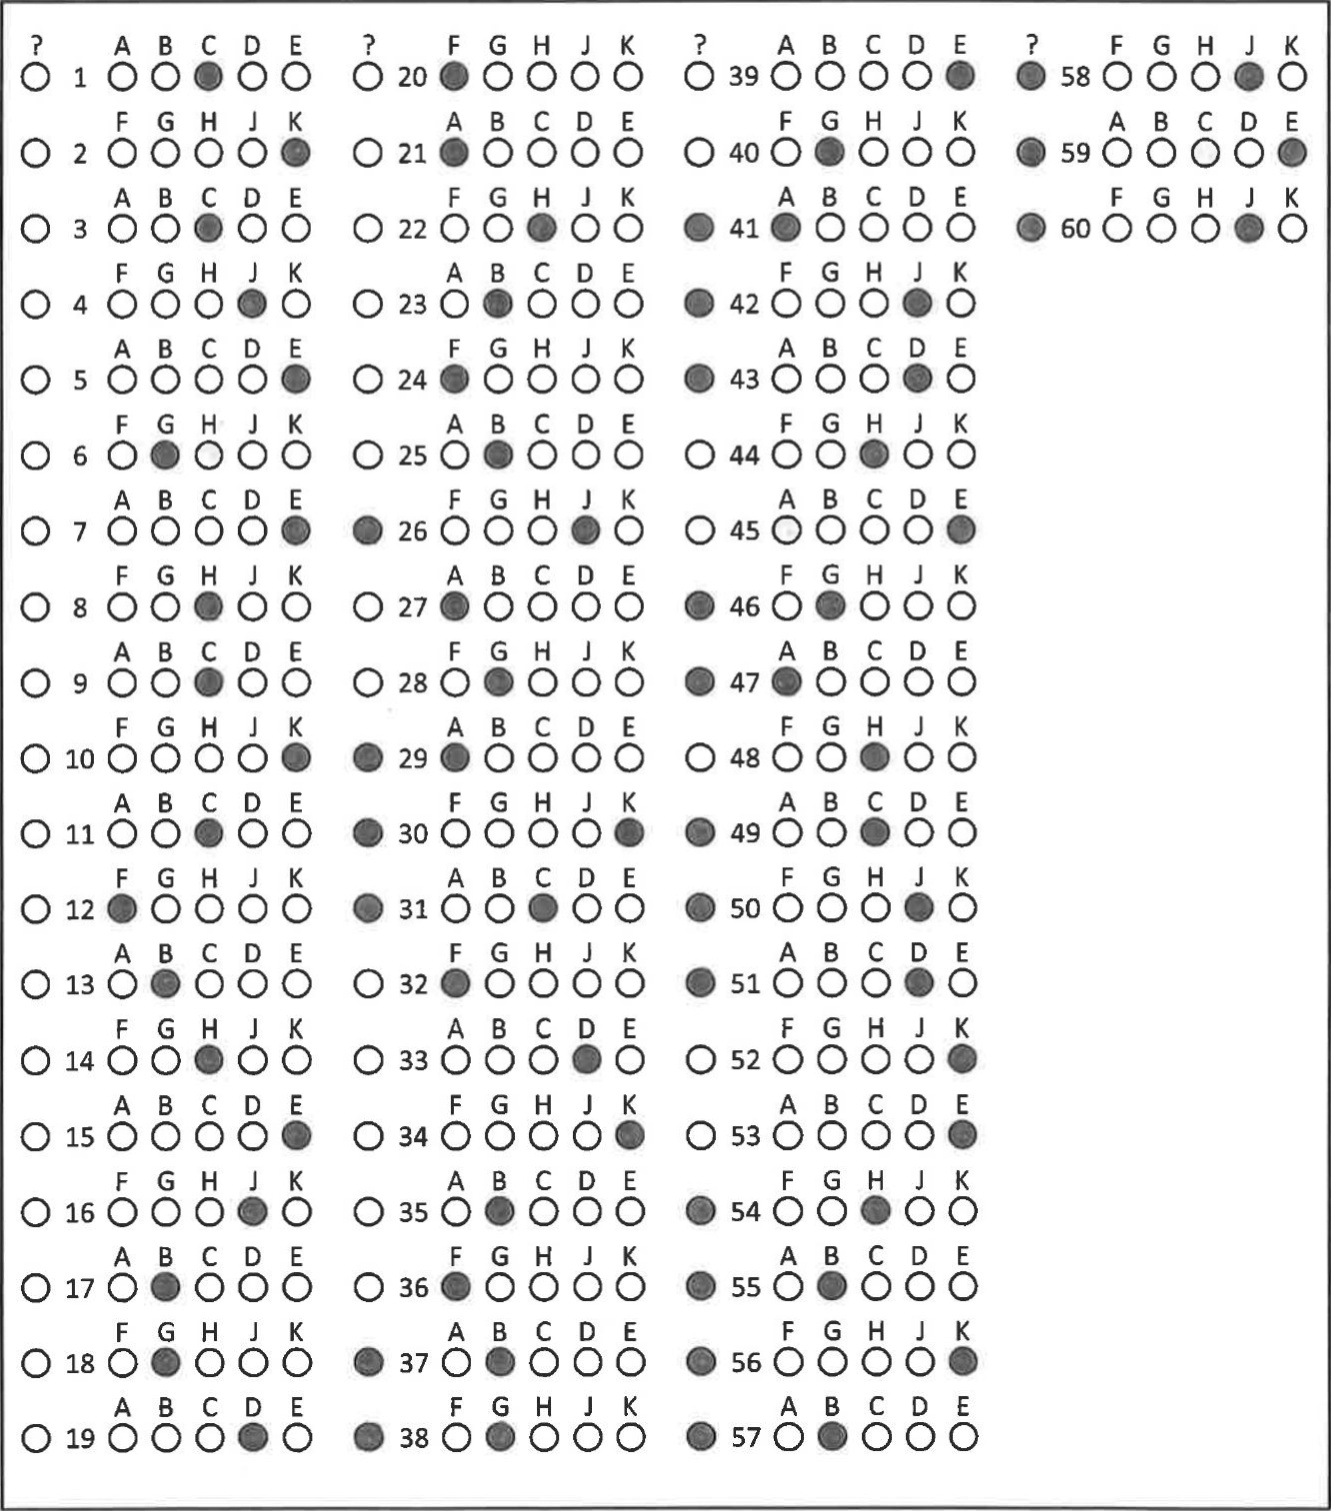 ? A B C D E
1
F G H J K
2
A B C D E
3
F G H J K
4
A B C D E
5
F G H J K
6
A B C D E
7
F G H J K
8
A B C D E
9
F G H J K
10
A B C D E
11
F G H J K
12
A B C D E
13
F G H J K
14
A B C D E
15
F G H J K
16
A B C D E
17
F G H J K
18
A B C D E
19
? F G H J K
20
A B C D E
21
F G H J K
22
A B C D E
23
F G H J K
24
A B C D E
25
F G H J K
26
A B C D E
27
F G H J K
28
A B C D E
29
F G H J K
30
A B C D E
31
F G H J K
32
A B C D E
33
F G H J K
34
A B C D E
35
F G H J K
36
A B C D E
37
F G H J K
38
? A B C D E
39
F G H J K
40
A B C D E
41
F G H J K
42
A B C D E
43
F G H J K
44
A B C D E
45
F G H J K
46
A B C D E
47
F G H J K
48
A B C D E
49
F G H J K
50
A B C D E
51
F G H J K
52
A B C D E
53
F G H J K
54
A B C D E
55
F G H J K
56
A B C D E
57
? F G H J K
58
A B C D E
59
F G H J K
60